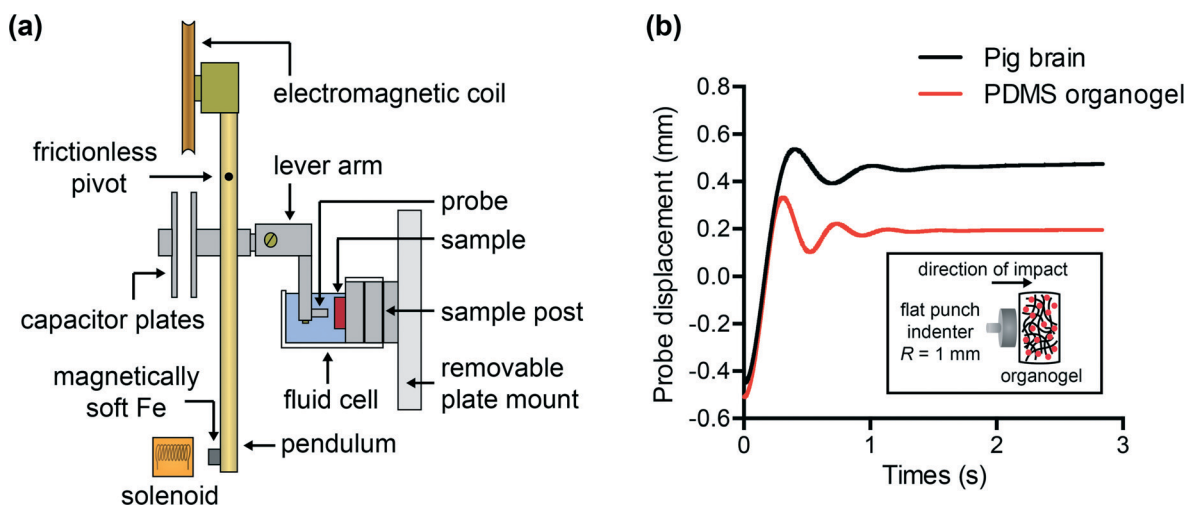 (a)
electromagnetic coil
frictionless
pivot
lever arm
probe
sample
capacitor plates
sample post
magnetically
soft Fe
fluid cell
removable
plate mount
pendulum
solenoid
(b)
Pig brain
PDMS organogel
Probe displacement (mm)
0.8
0.6
0.4
0.2
0.0
-0.2
-0.4
-0.6
direction of impact
flat punch
indenter
R = 1 mm
organogel
0
1
2
3
Times (s)